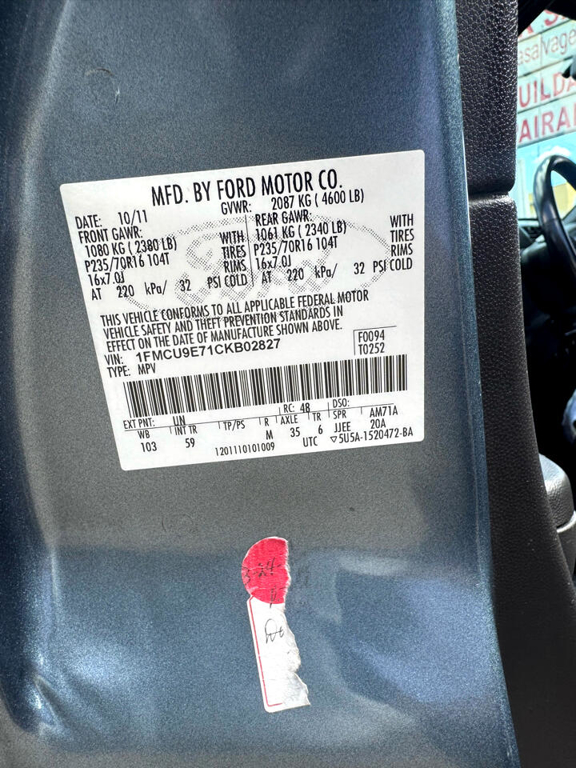 MFD. BY FORD MOTOR CO.
DATE: 10/11 GVWR: 2087 KG ( 4600 LB)
FRONT GAWR: REAR GAWR:
1080 KG ( 2380 LB) WITH 1061 KG ( 2340 LB) WITH
P235/70R16 104T TIRES P235/70R16 104T TIRES
16x7.0J RIMS 16x7.0J RIMS
AT 220 kPa/ 32 PSI COLD AT 220 kPa/ 32 PSI COLD
THIS VEHICLE CONFORMS TO ALL APPLICABLE FEDERAL MOTOR
VEHICLE SAFETY AND THEFT PREVENTION STANDARDS IN
EFFECT ON THE DATE OF MANUFACTURE SHOWN ABOVE.
VIN: 1FMCU9E71CKB02827 F0094
TYPE: MPV T0252
EXT PNT: UN RC: 48 DSO:
WB INT TR TP/PS R AXLE TR SPR AM71A
103 59 M 35 6 JJEE 20A
1201110101009 UTC ▽5U5A-1520472-BA
UILDA
AIRA